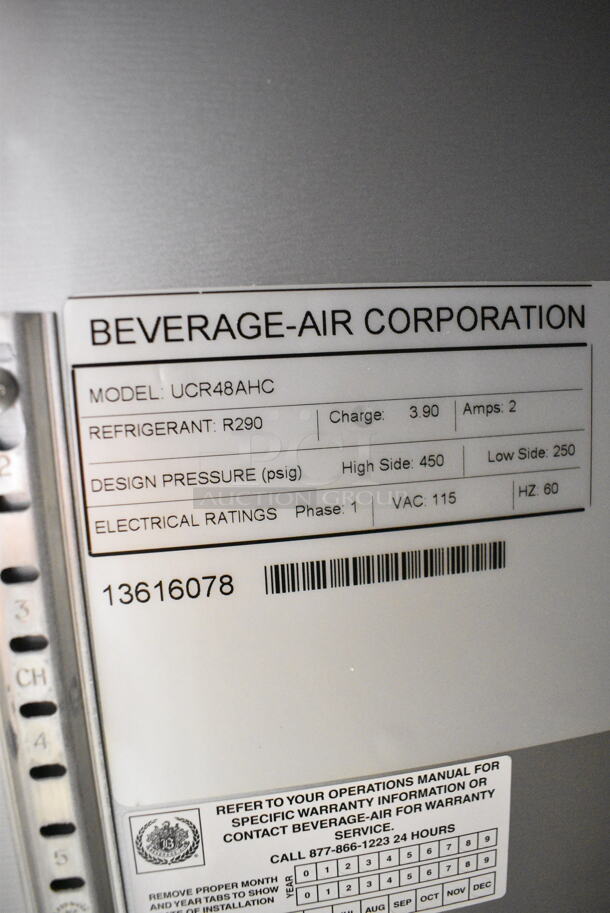 BEVERAGE-AIR CORPORATION
MODEL: UCR48AHC
REFRIGERANT: R290 Charge: 3.90 Amps: 2
DESIGN PRESSURE (psig) High Side: 450 Low Side: 250
AUCTION GROUP
ELECTRICAL RATINGS Phase: 1 VAC: 115 HZ: 60
13616078
2
3
CH
4
5
REFER TO YOUR OPERATIONS MANUAL FOR
SPECIFIC WARRANTY INFORMATION OR
CONTACT BEVERAGE-AIR FOR WARRANTY
SERVICE.
CALL 877-866-1223 24 HOURS
REMOVE PROPER MONTH
AND YEAR TABS TO SHOW
OF INSTALLATION
YEAR
0 1 2 3 4 5 6 7 8 9
0 1 2 3 4 5 6 7 8 9
AUG SEP OCT NOV DEC